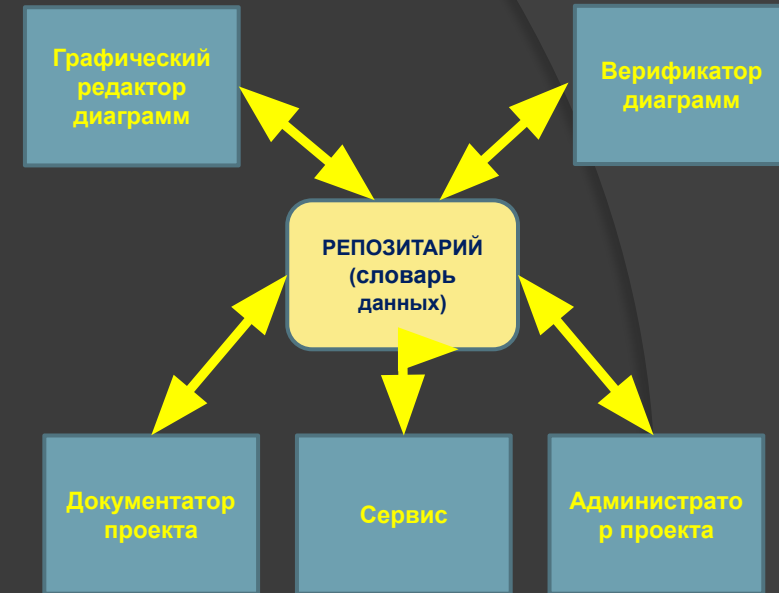 Графический
редактор
диаграмм
Верификатор
диаграмм
РЕПОЗИТАРИЙ
(словарь
данных)
Документатор
проекта
Сервис
Администрато
р проекта